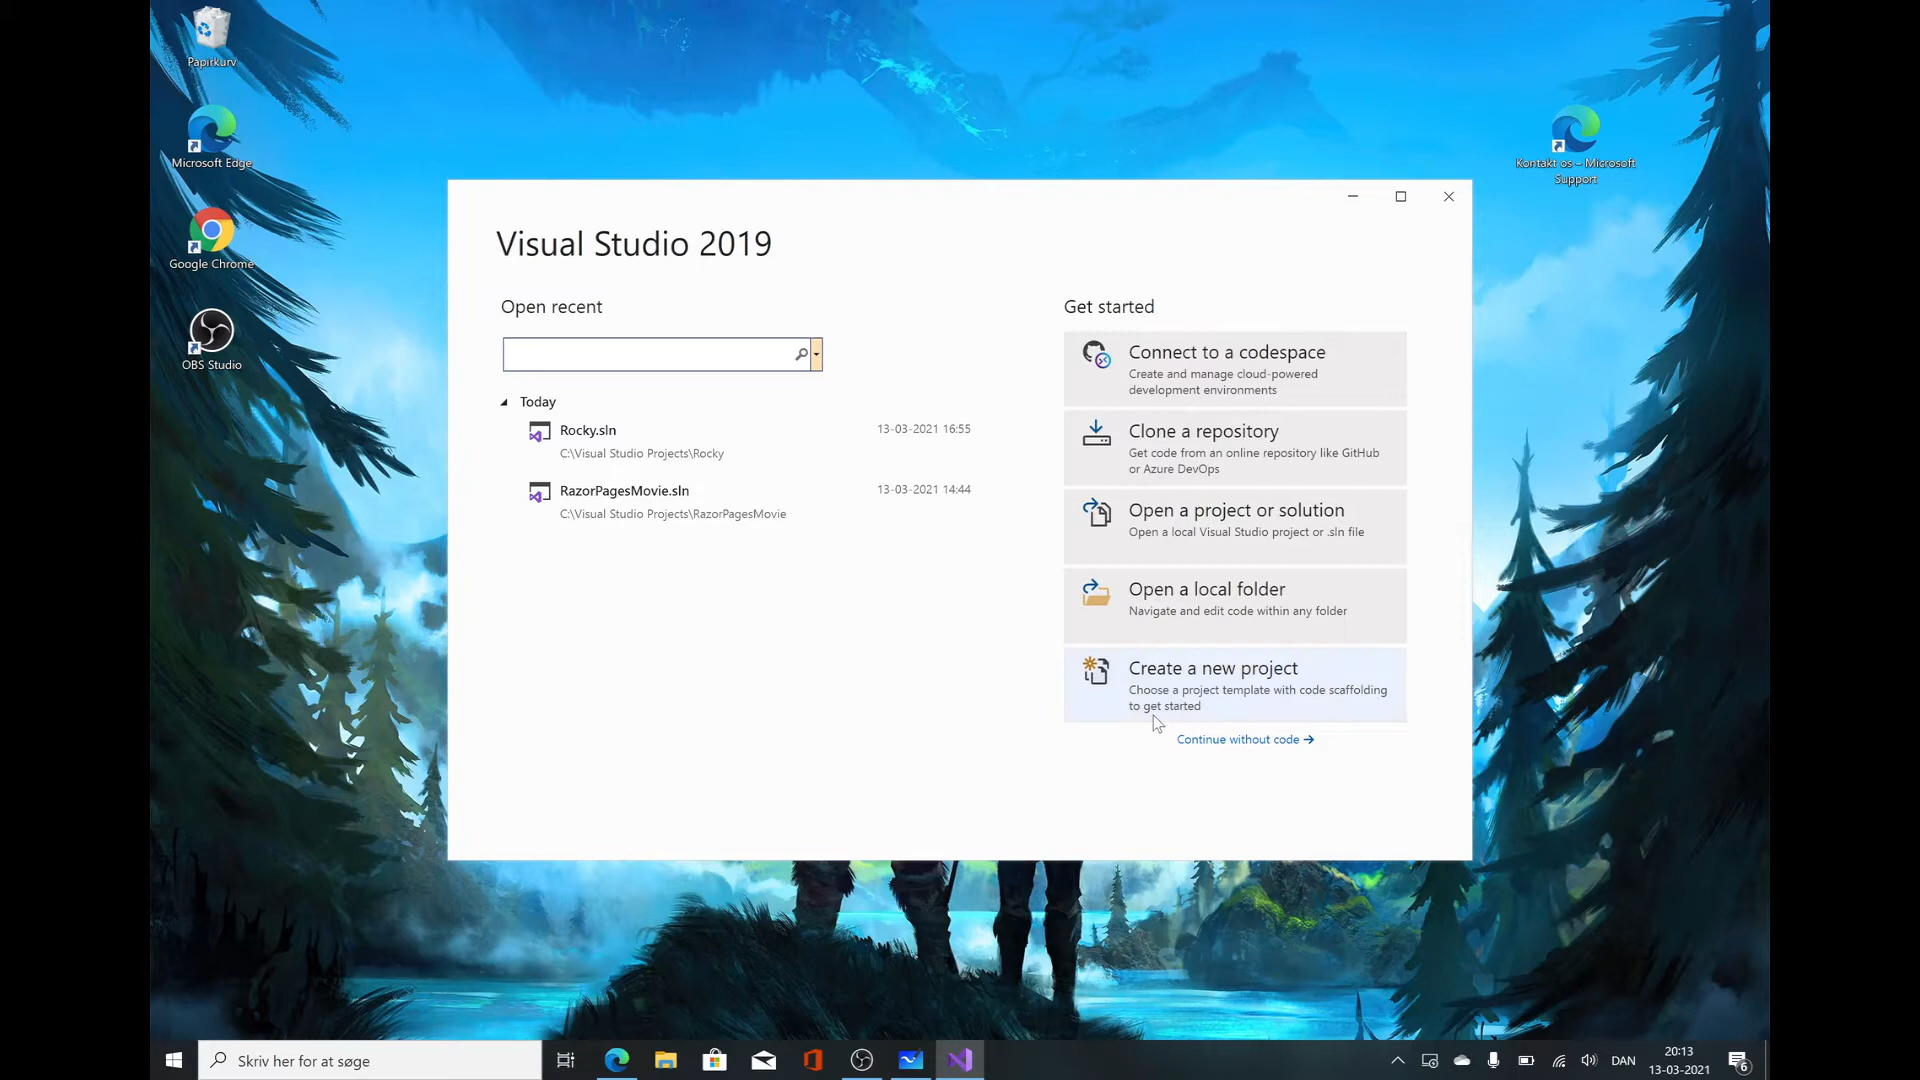 Papirkurv
Microsoft Edge
Google Chrome
OBS Studio
Kontakt os – Microsoft
Support
Visual Studio 2019
Open recent
Today
Rocky.sln
13-03-2021 16:55
C:\Visual Studio Projects\Rocky
RazorPagesMovie.sln
13-03-2021 14:44
C:\Visual Studio Projects\RazorPagesMovie
Get started
Connect to a codespace
Create and manage cloud-powered
development environments
Clone a repository
Get code from an online repository like GitHub
or Azure DevOps
Open a project or solution
Open a local Visual Studio project or .sln file
Open a local folder
Navigate and edit code within any folder
Create a new project
Choose a project template with code scaffolding
to get started
Continue without code →
Skriv her for at søge
DAN
20:13
13-03-2021
6